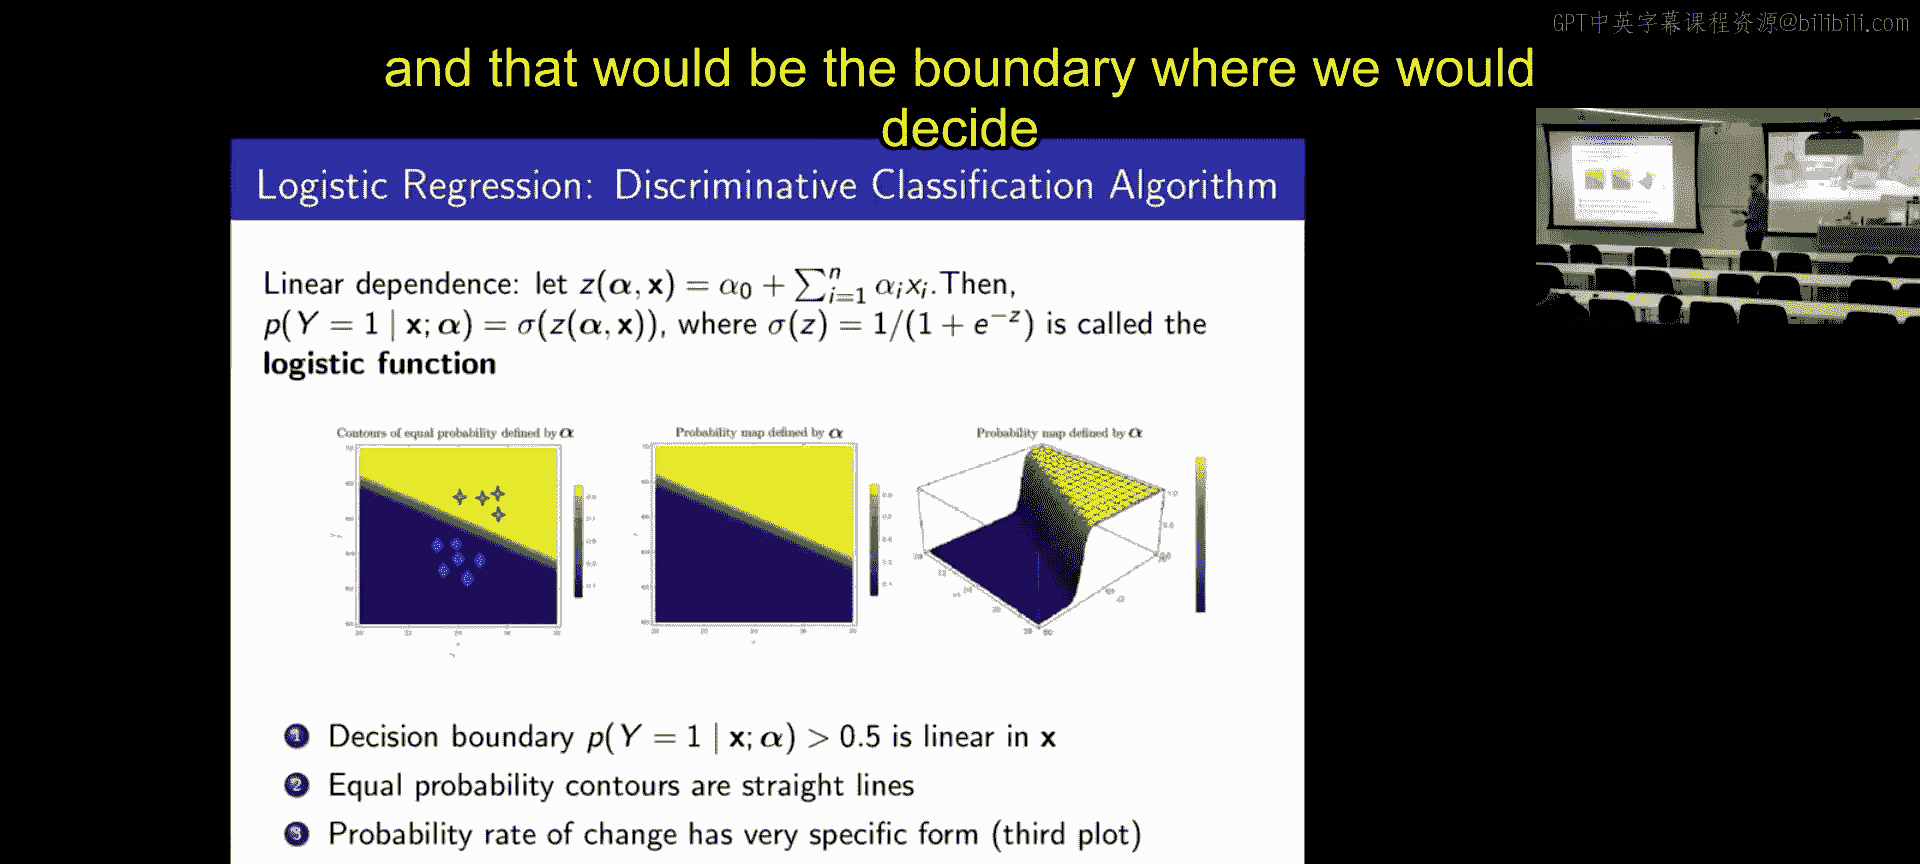 GPT中英字幕课程资源@bilibili.com
and that would be the boundary where we would
decide
Logistic Regression: Discriminative Classification Algorithm
Linear dependence: let z(α, x) = α₀ + ∑ⁿᵢ₌₁ αᵢxᵢ.Then,
p(Y = 1 | x; α) = σ(z(α, x)), where σ(z) = 1/(1 + e⁻ᶻ) is called the
logistic function
Contours of equal probability defined by α
Probability map defined by α
Probability map defined by α
1 Decision boundary p(Y = 1 | x; α) > 0.5 is linear in x
2 Equal probability contours are straight lines
3 Probability rate of change has very specific form (third plot)